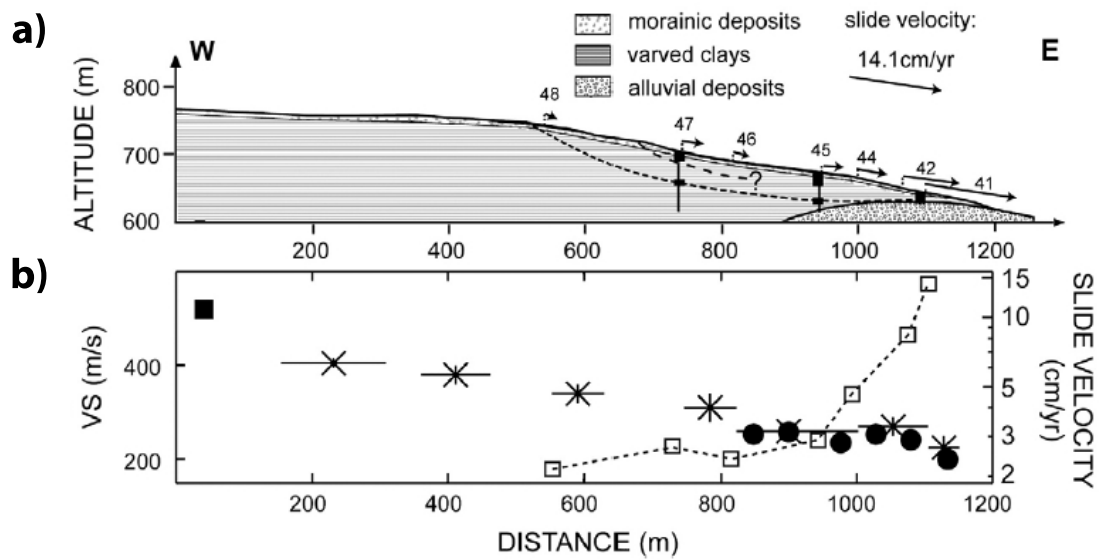 a)
W
E
morainic deposits
varved clays
alluvial deposits
slide velocity:
14.1cm/yr
ALTITUDE (m)
800
700
600
48
47
46
45
44
42
41
?
200
400
600
800
1000
1200
b)
VS (m/s)
400
200
15
10
5
3
2
SLIDE VELOCITY
(cm/yr)
200
400
600
800
1000
1200
DISTANCE (m)